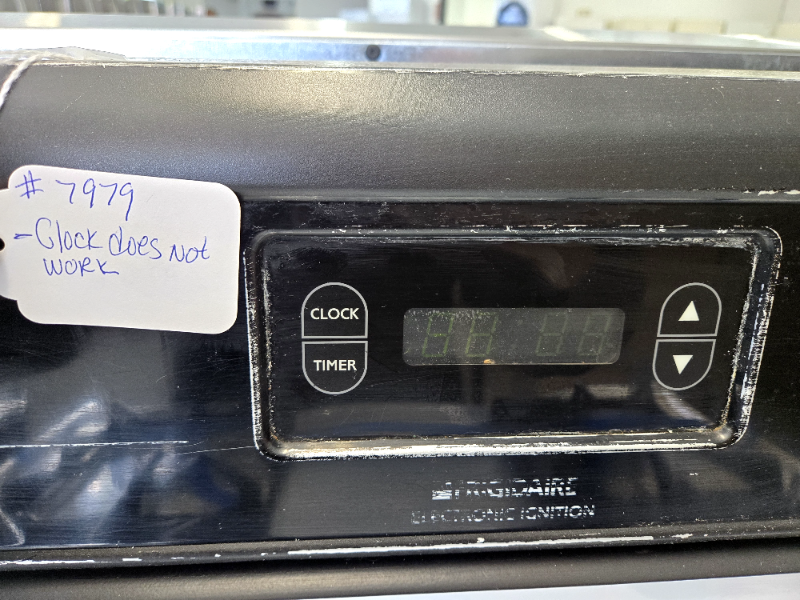 # 7979
- Clock does not
work
CLOCK
TIMER
FRIGIDAIRE
ELECTRONIC IGNITION